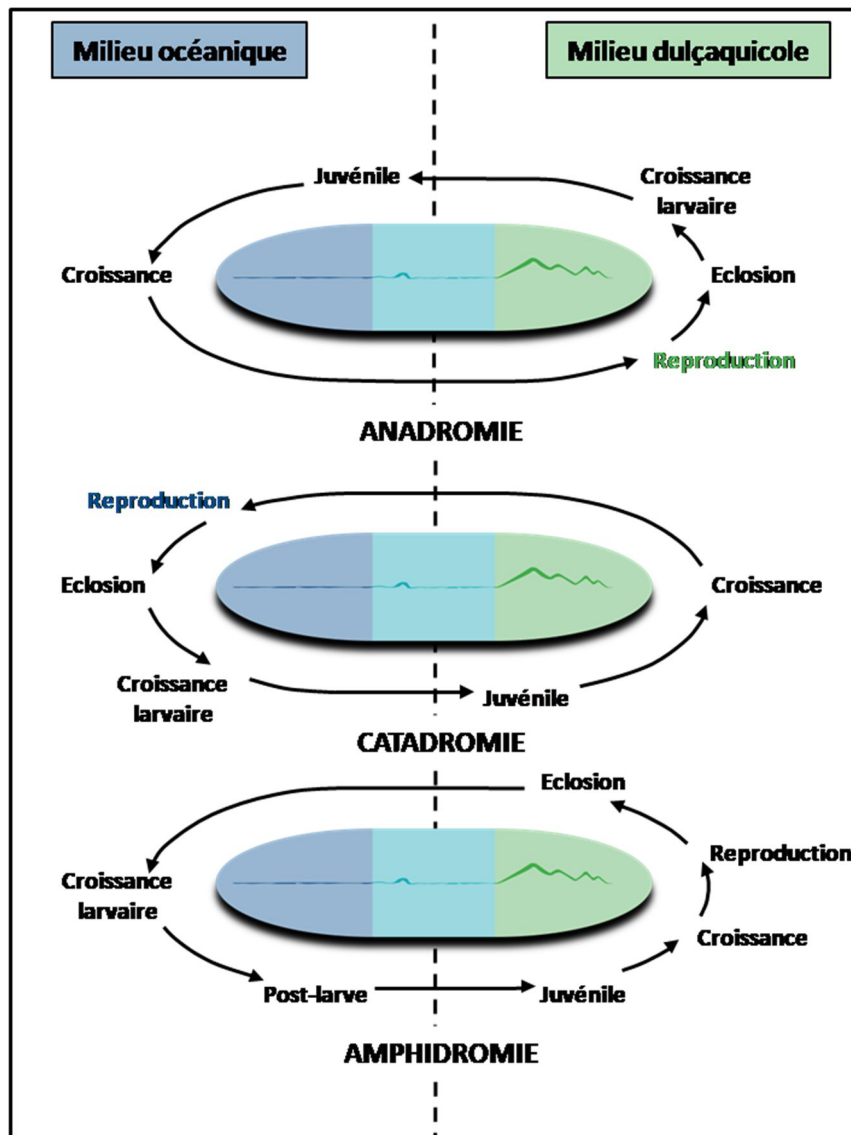 Milieu océanique
Milieu dulçaquicole
Juvénile
Croissance
larvaire
Croissance
Eclosion
Reproduction
ANADROMIE
Reproduction
Eclosion
Croissance
Croissance
larvaire
Juvénile
CATADROMIE
Eclosion
Reproduction
Croissance
larvaire
Croissance
Post-larve
Juvénile
AMPHIDROMIE